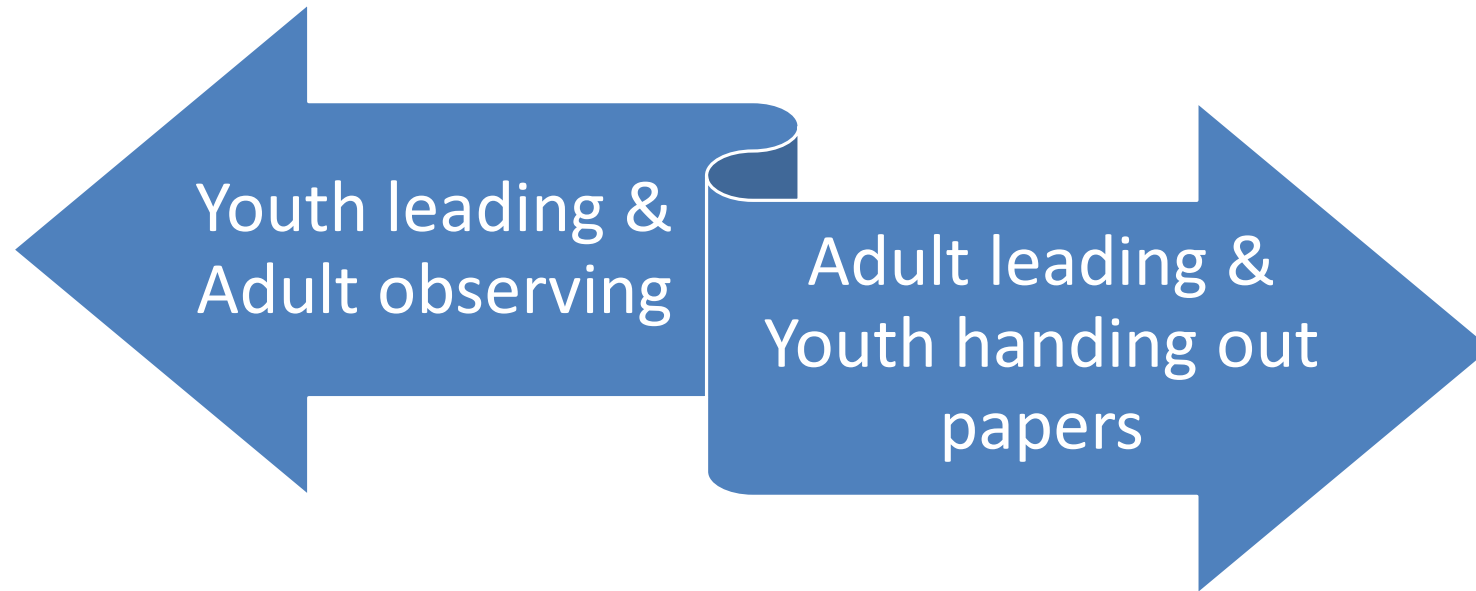 Youth leading &
Adult observing
Adult leading &
Youth handing out
papers